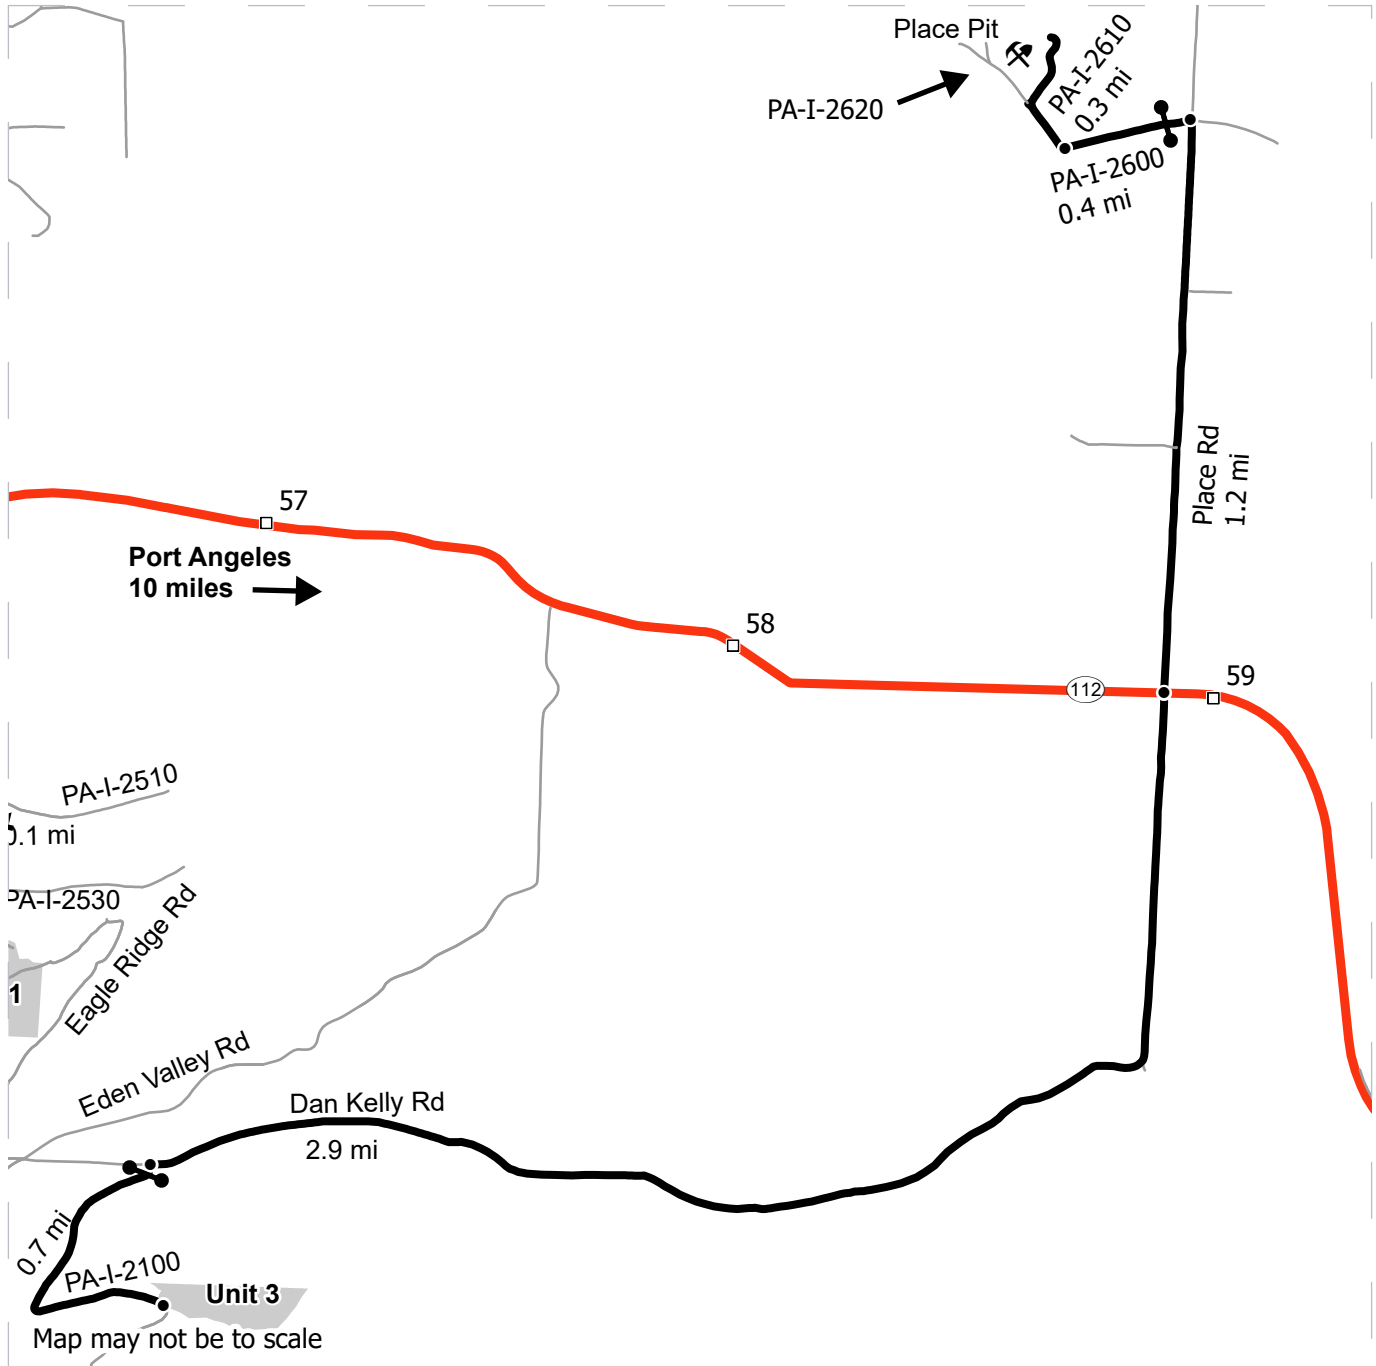 Place Pit
PA-I-2610
0.3 mi
PA-I-2620
PA-I-2600
0.4 mi
Place Rd
1.2 mi
57
Port Angeles
10 miles
58
112
59
PA-I-2510
0.1 mi
PA-I-2530
Eagle Ridge Rd
1
Eden Valley Rd
Dan Kelly Rd
2.9 mi
0.7 mi
PA-I-2100
Unit 3
Map may not be to scale